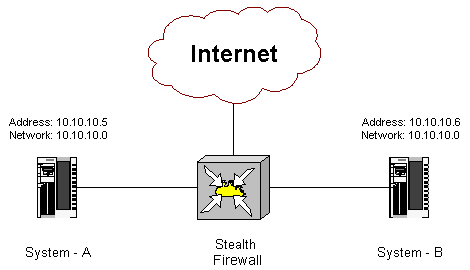 Internet
Address: 10.10.10.5
Network: 10.10.10.0
Address: 10.10.10.6
Network: 10.10.10.0
System - A
Stealth
Firewall
System - B